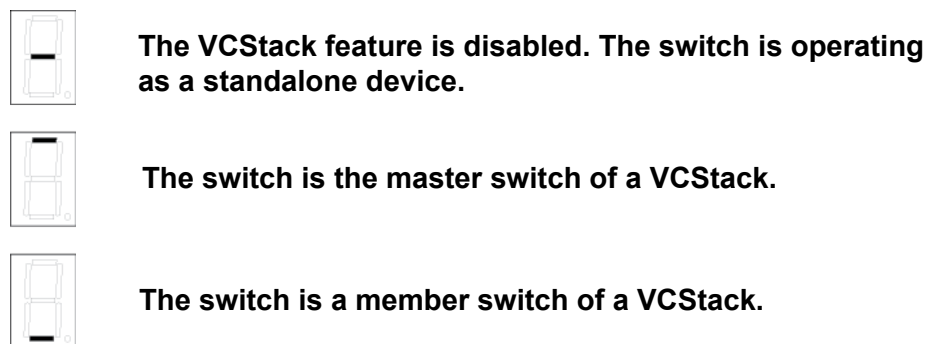 The VCStack feature is disabled. The switch is operating
as a standalone device.
The switch is the master switch of a VCStack.
The switch is a member switch of a VCStack.